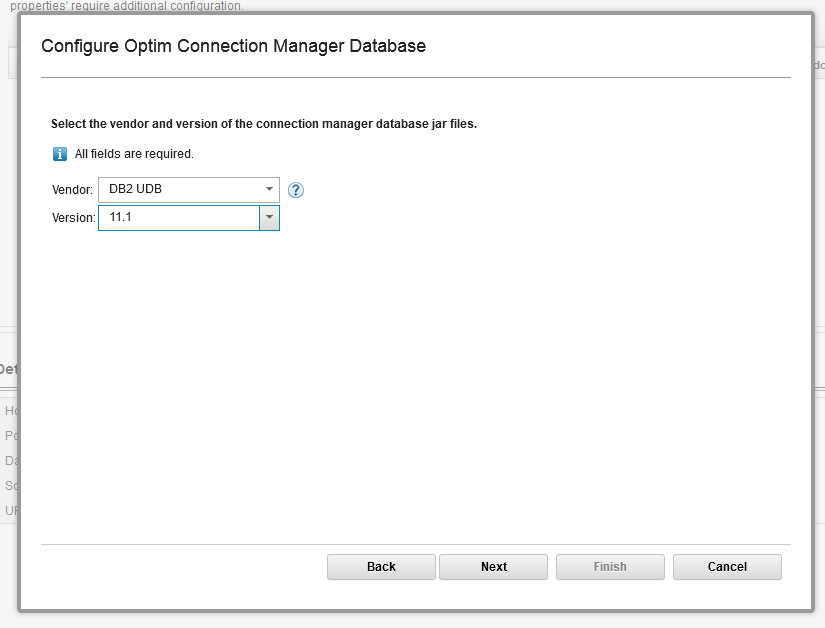 properties' require additional configuration.
Configure Optim Connection Manager Database
Select the vendor and version of the connection manager database jar files.
All fields are required.
Vendor: DB2 UDB
Version: 11.1
Back Next Finish Cancel